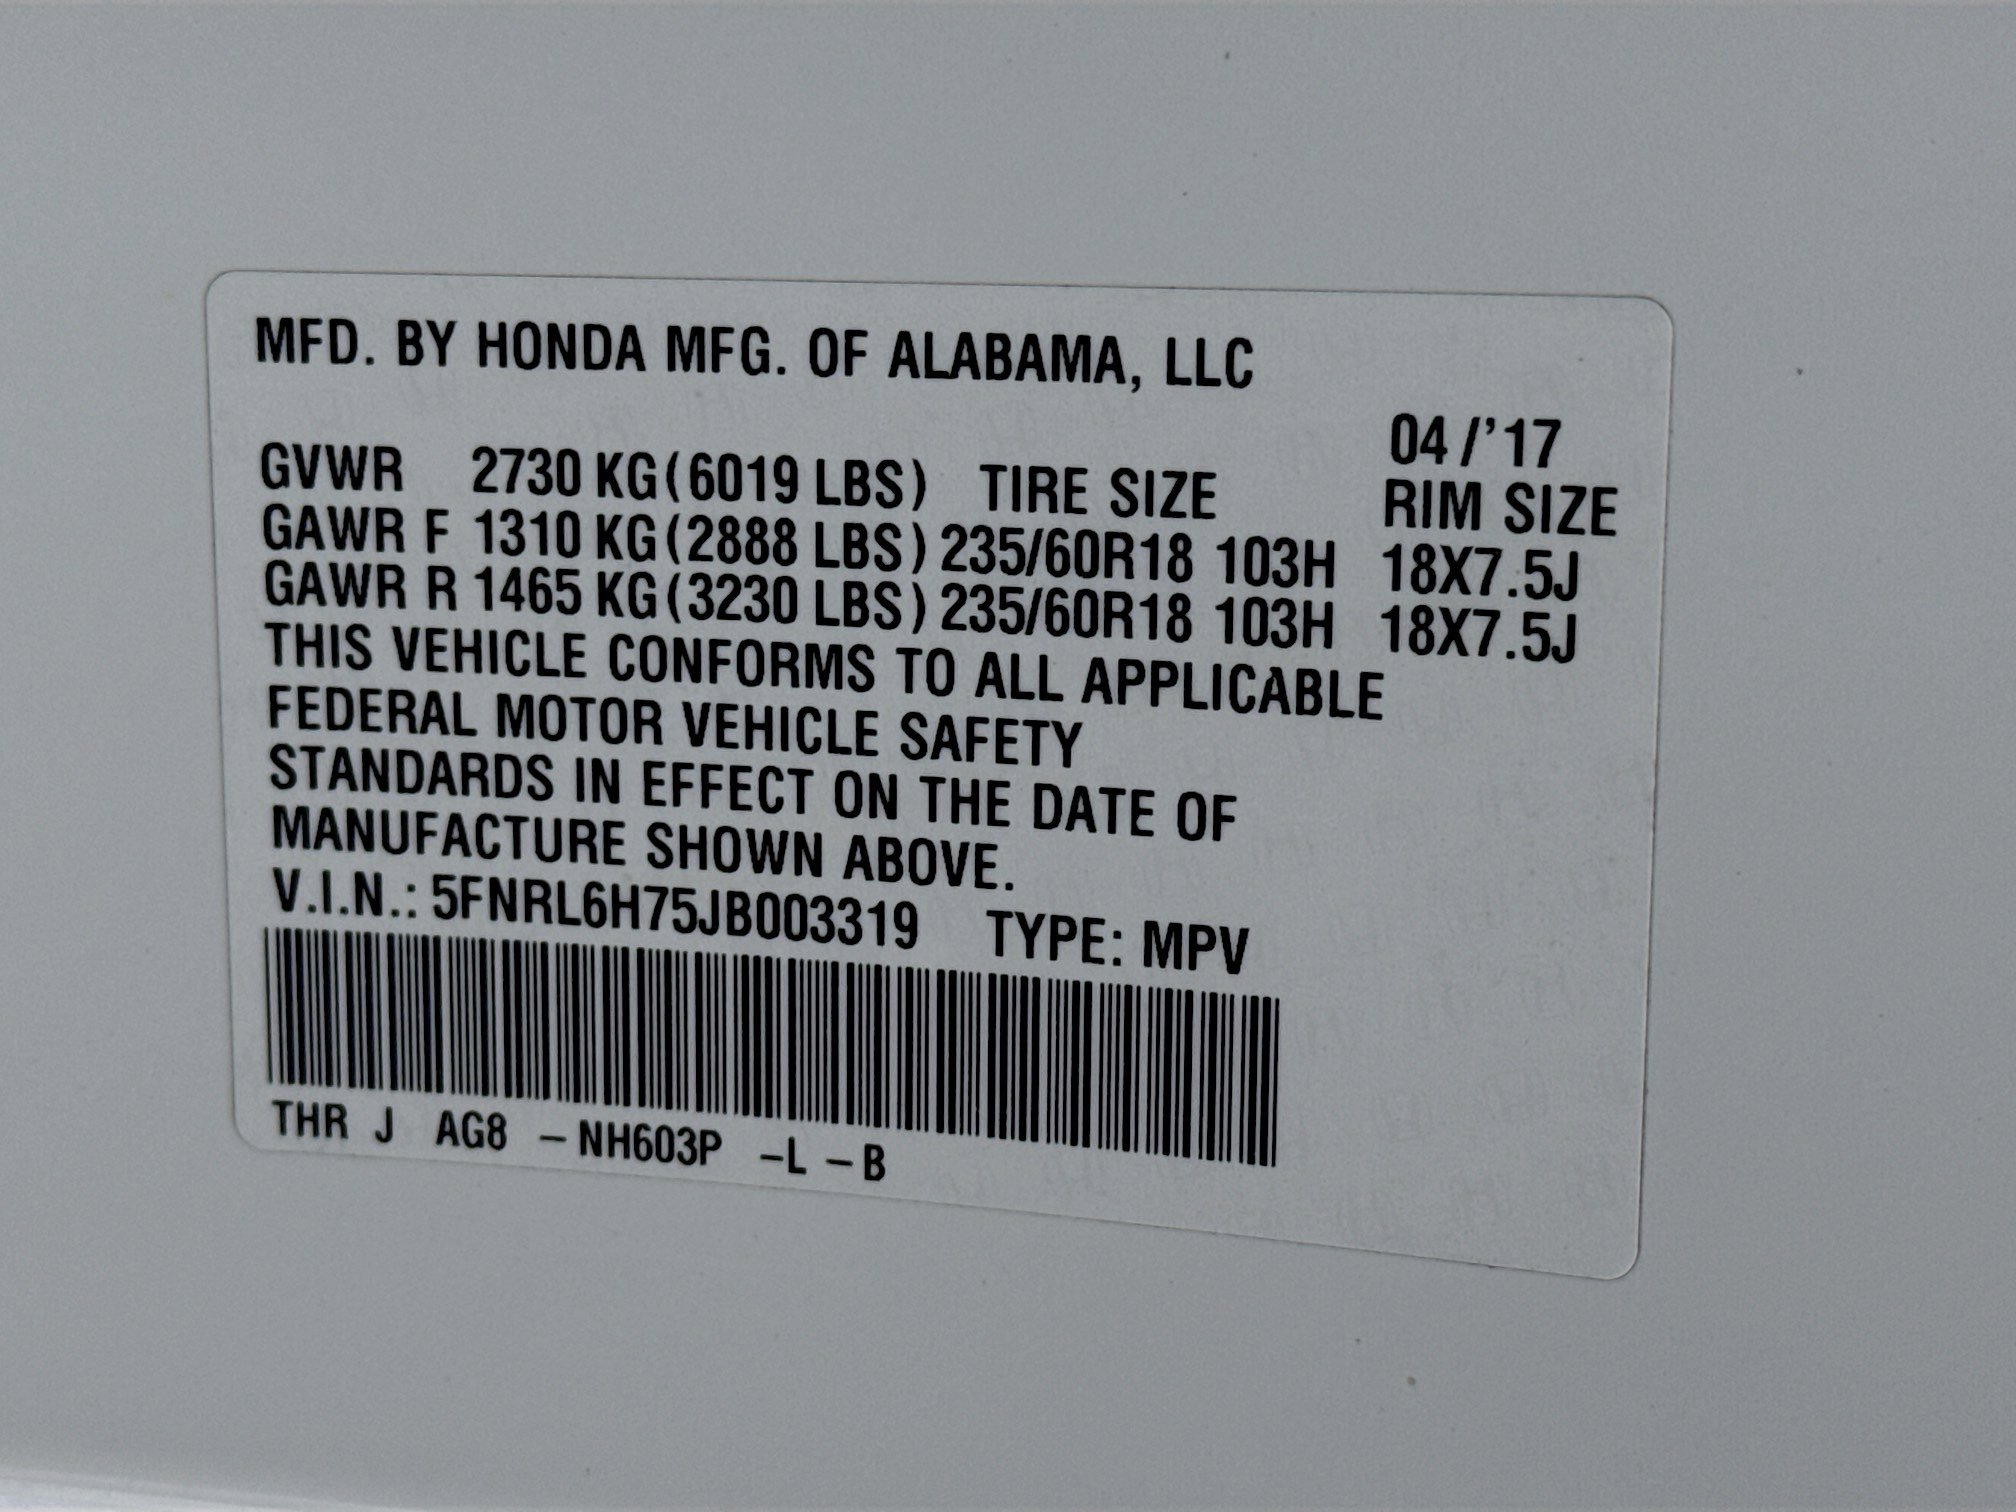 MFD. BY HONDA MFG. OF ALABAMA, LLC
04/'17
GVWR 2730 KG(6019 LBS) TIRE SIZE RIM SIZE
GAWR F 1310 KG(2888 LBS) 235/60R18 103H 18X7.5J
GAWR R 1465 KG(3230 LBS) 235/60R18 103H 18X7.5J
THIS VEHICLE CONFORMS TO ALL APPLICABLE
FEDERAL MOTOR VEHICLE SAFETY
STANDARDS IN EFFECT ON THE DATE OF
MANUFACTURE SHOWN ABOVE.
V.I.N.: 5FNRL6H75JB003319 TYPE: MPV
THR J AG8 –NH603P –L –B